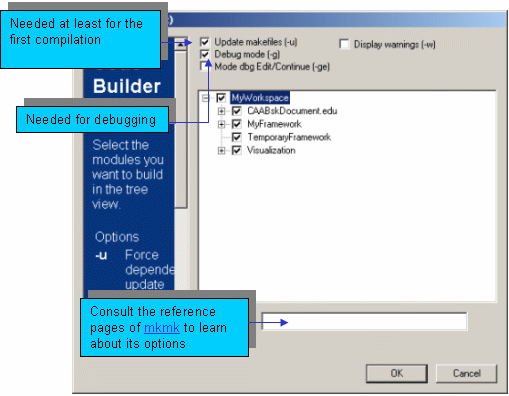 Needed at least for the
first compilation
Update makefiles (-u)
Display warnings (-w)
Debug mode (-g)
Mode dbg Edit/Continue (-ge)
Builder
MyWorkspace
CAABskDocument.edu
MyFramework
TemporaryFramework
Visualization
Needed for debugging
Select the
modules you
want to build
in the tree
view.
Options
-u Force
depende
update
Consult the reference
pages of mkmk to learn
about its options
OK
Cancel